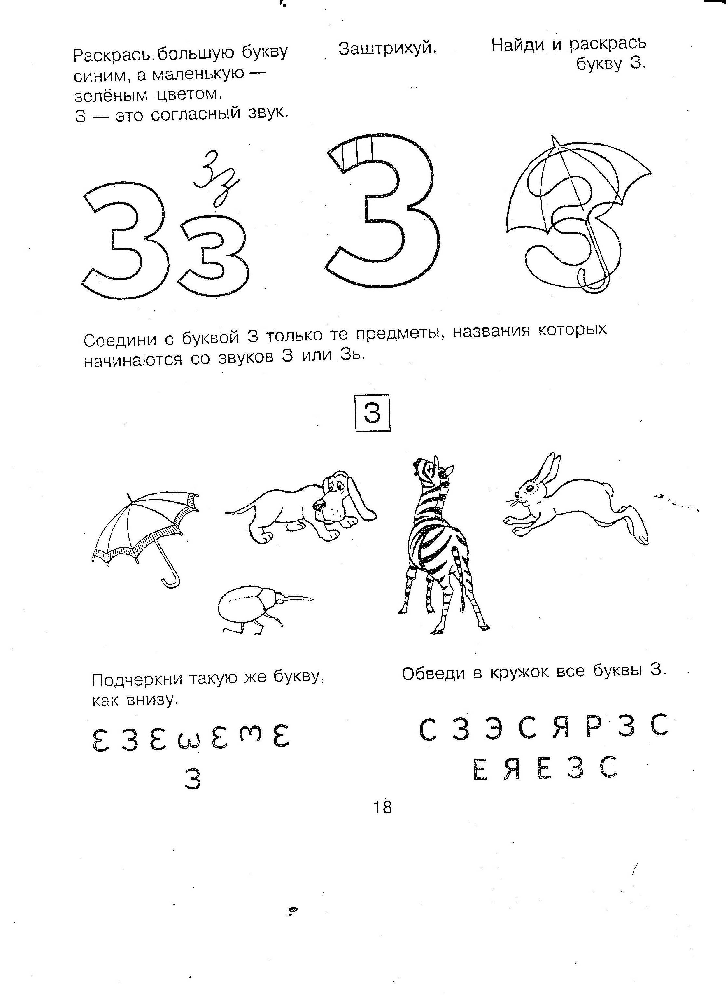 Раскрась большую букву
синим, а маленькую —
зелёным цветом.
З — это согласный звук.
Заштрихуй.
Найди и раскрась
букву З.
З з
З з
З
З
Соедини с буквой З только те предметы, названия которых
начинаются со звуков З или Зь.
З
Подчеркни такую же букву,
как внизу.
Ɛ З Ɛ ω Ɛ m Ɛ
З
Обведи в кружок все буквы З.
С З Э С Я Р З С
Е Я Е З С
18